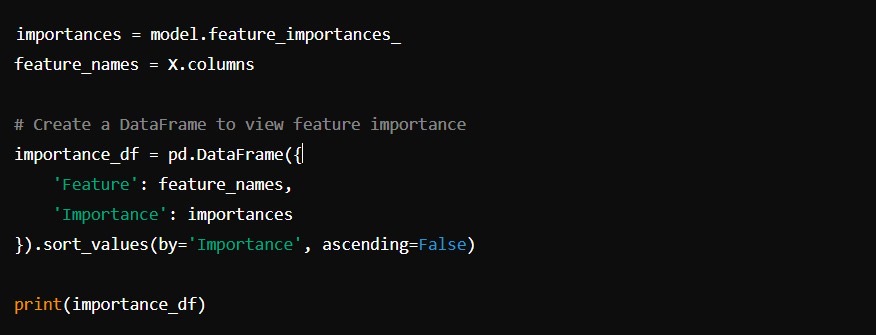 importances = model.feature_importances_
feature_names = X.columns
# Create a DataFrame to view feature importance
importance_df = pd.DataFrame({
    'Feature': feature_names,
    'Importance': importances
}).sort_values(by='Importance', ascending=False)
print(importance_df)